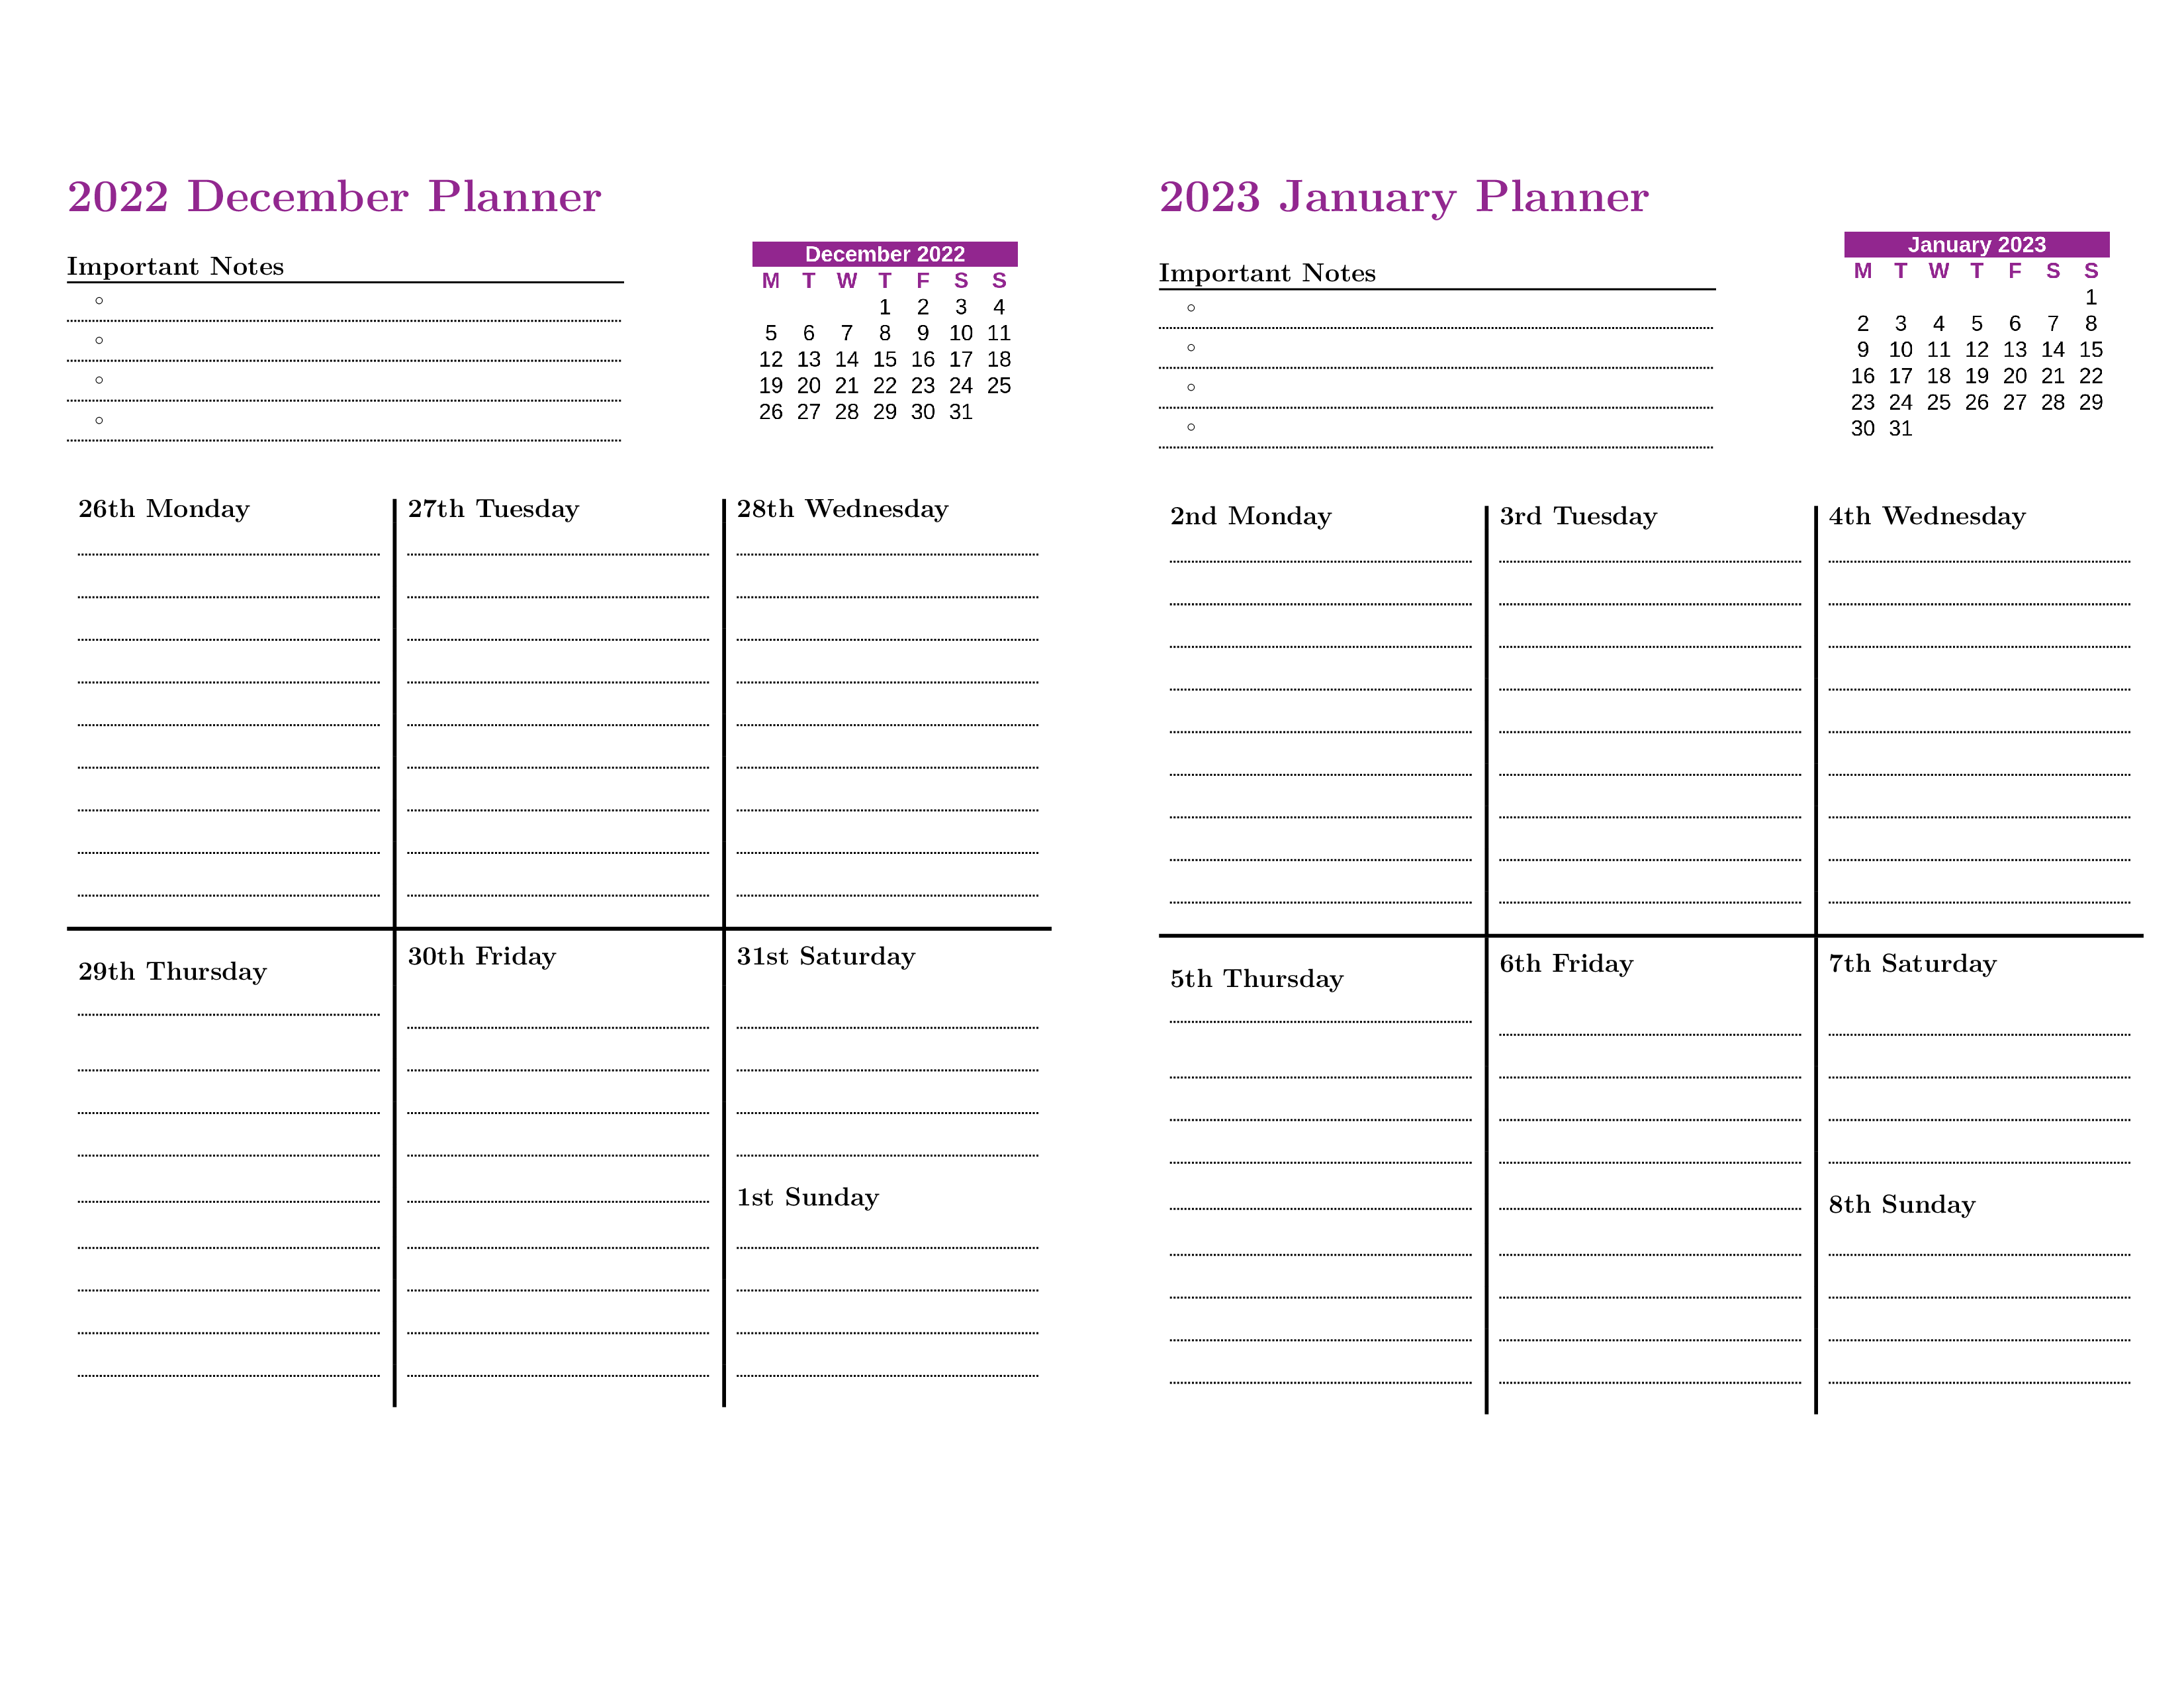 2022 December Planner
Important Notes
December 2022
M T W T F S S
1 2 3 4
5 6 7 8 9 10 11
12 13 14 15 16 17 18
19 20 21 22 23 24 25
26 27 28 29 30 31
26th Monday
27th Tuesday
28th Wednesday
29th Thursday
30th Friday
31st Saturday
1st Sunday
2023 January Planner
Important Notes
January 2023
M T W T F S S
1
2 3 4 5 6 7 8
9 10 11 12 13 14 15
16 17 18 19 20 21 22
23 24 25 26 27 28 29
30 31
2nd Monday
3rd Tuesday
4th Wednesday
5th Thursday
6th Friday
7th Saturday
8th Sunday